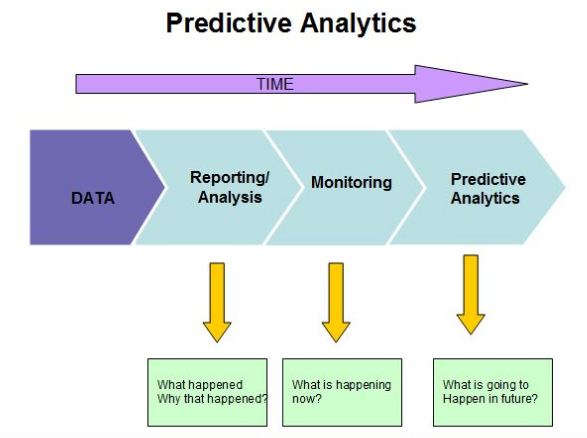 Predictive Analytics
TIME
DATA
Reporting/
Analysis
Monitoring
Predictive
Analytics
What happened
Why that happened?
What is happening
now?
What is going to
Happen in future?